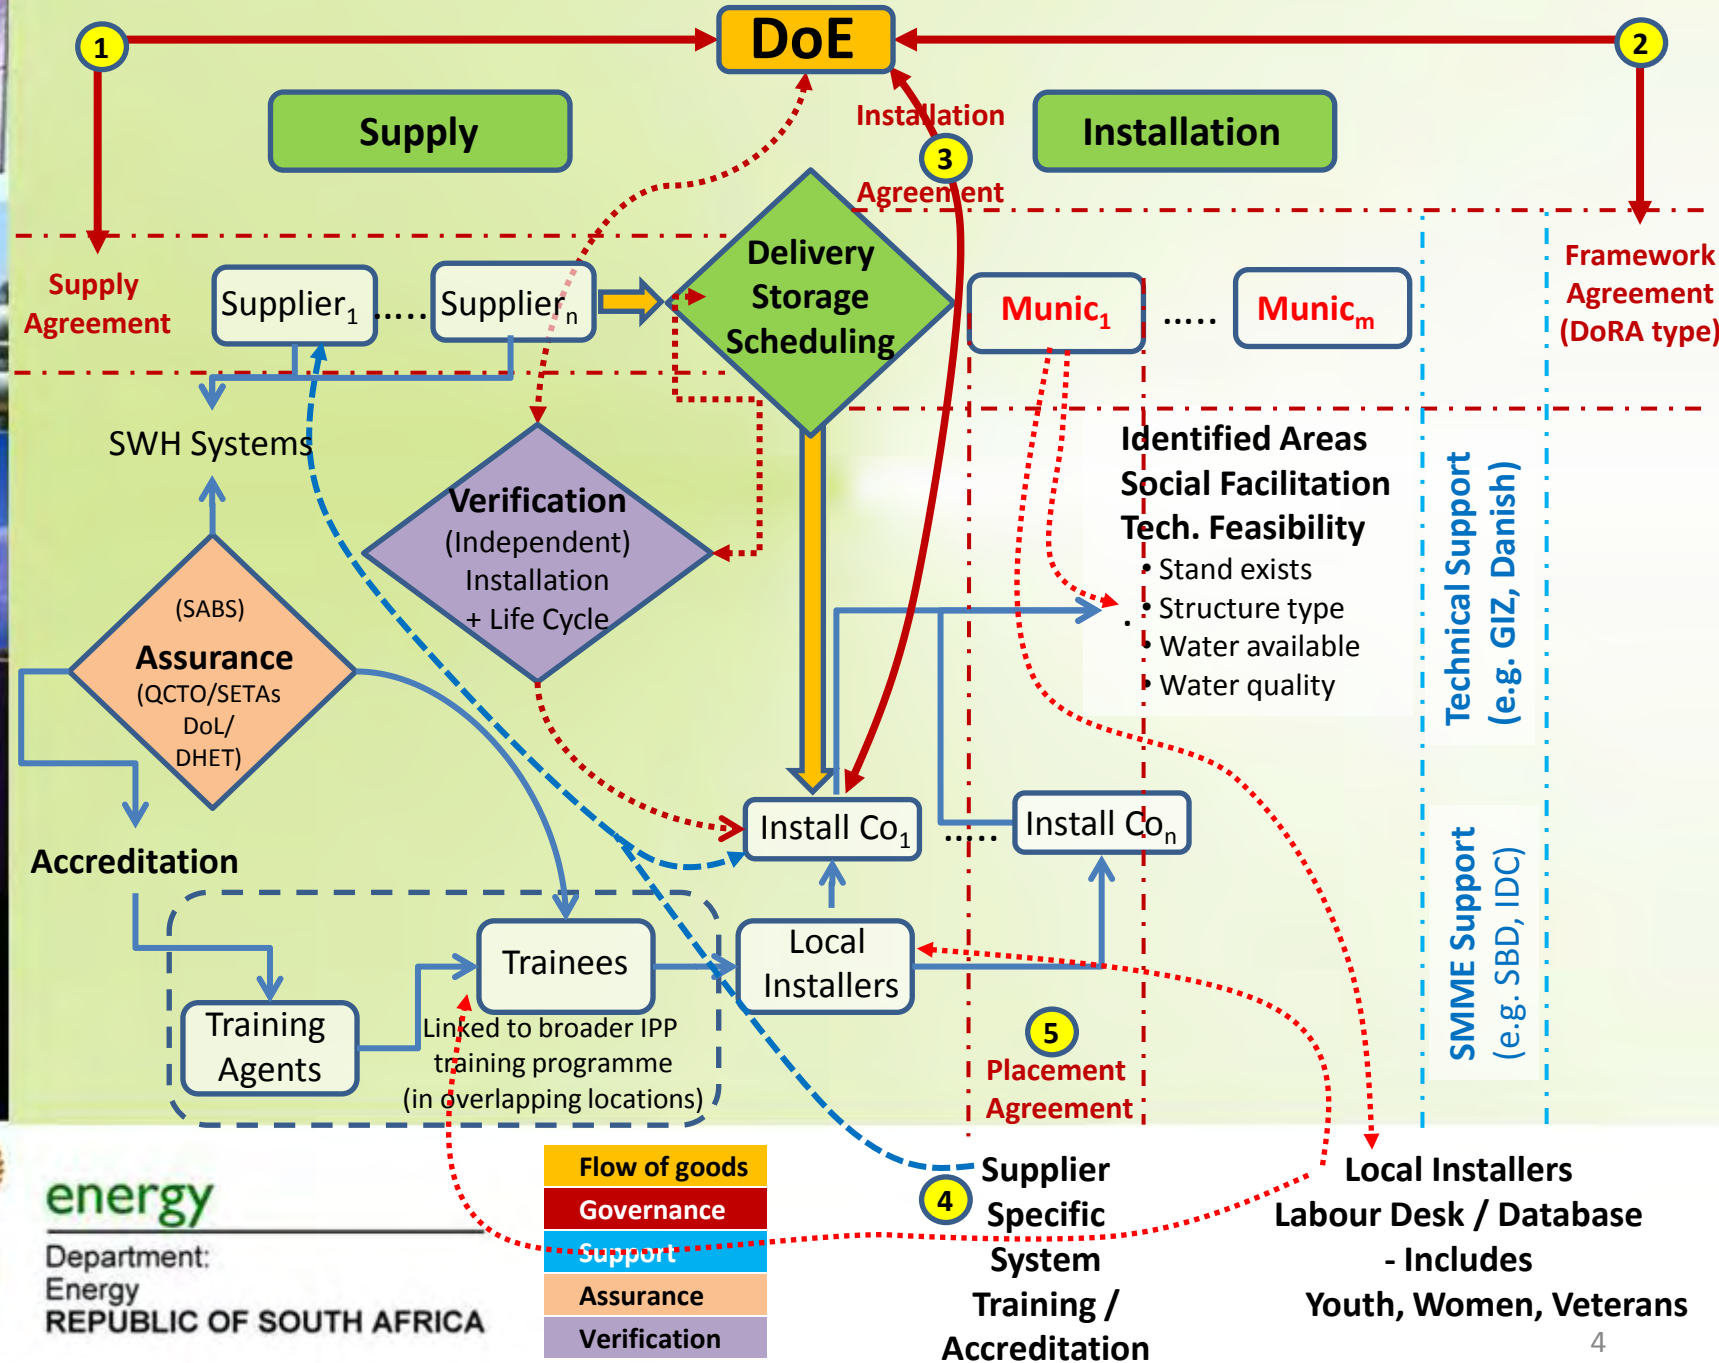 1
DoE
2
Supply
Installation
3
Agreement
Installation
Supply
Agreement
Supplier1
.....
Suppliern
Delivery
Storage
Scheduling
Munic1
.....
Municm
Framework
Agreement
(DoRA type)
SWH Systems
Verification
(Independent)
Installation
+ Life Cycle
Identified Areas
Social Facilitation
Tech. Feasibility
• Stand exists
• Structure type
• Water available
• Water quality
.
Technical Support
(e.g. GIZ, Danish)
(SABS)
Assurance
(QCTO/SETAs
DoL/
DHET)
Accreditation
Install Co1
.....
Install Con
SMME Support
(e.g. SBD, IDC)
Training
Agents
Trainees
Linked to broader IPP
training programme
(in overlapping locations)
Local
Installers
5
Placement
Agreement
energy
Department:
Energy
REPUBLIC OF SOUTH AFRICA
Flow of goods
Governance
Support
Assurance
Verification
4
Supplier
Specific
System
Training /
Accreditation
Local Installers
Labour Desk / Database
- Includes
Youth, Women, Veterans
4